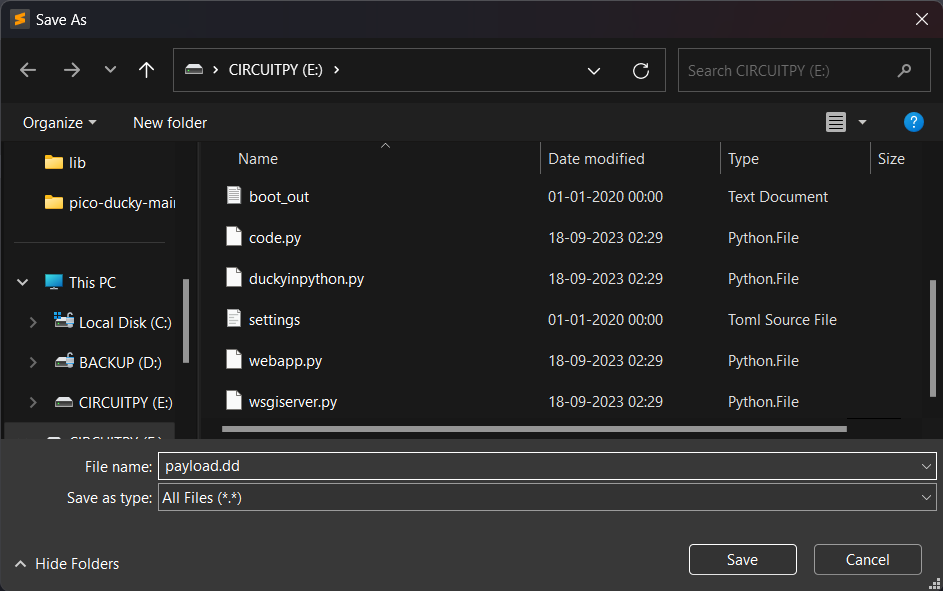 Save As
CIRCUITPY (E:)
Search CIRCUITPY (E:)
Organize
New folder
?
lib
pico-ducky-mai
This PC
Local Disk (C:)
BACKUP (D:)
CIRCUITPY (E:)
CIRCUITPY (E:)
Name Date modified Type Size
boot_out 01-01-2020 00:00 Text Document
code.py 18-09-2023 02:29 Python.File
duckyinpython.py 18-09-2023 02:29 Python.File
settings 01-01-2020 00:00 Toml Source File
webapp.py 18-09-2023 02:29 Python.File
wsgiserver.py 18-09-2023 02:29 Python.File
File name: payload.dd
Save as type: All Files (*.*)
Hide Folders
Save
Cancel